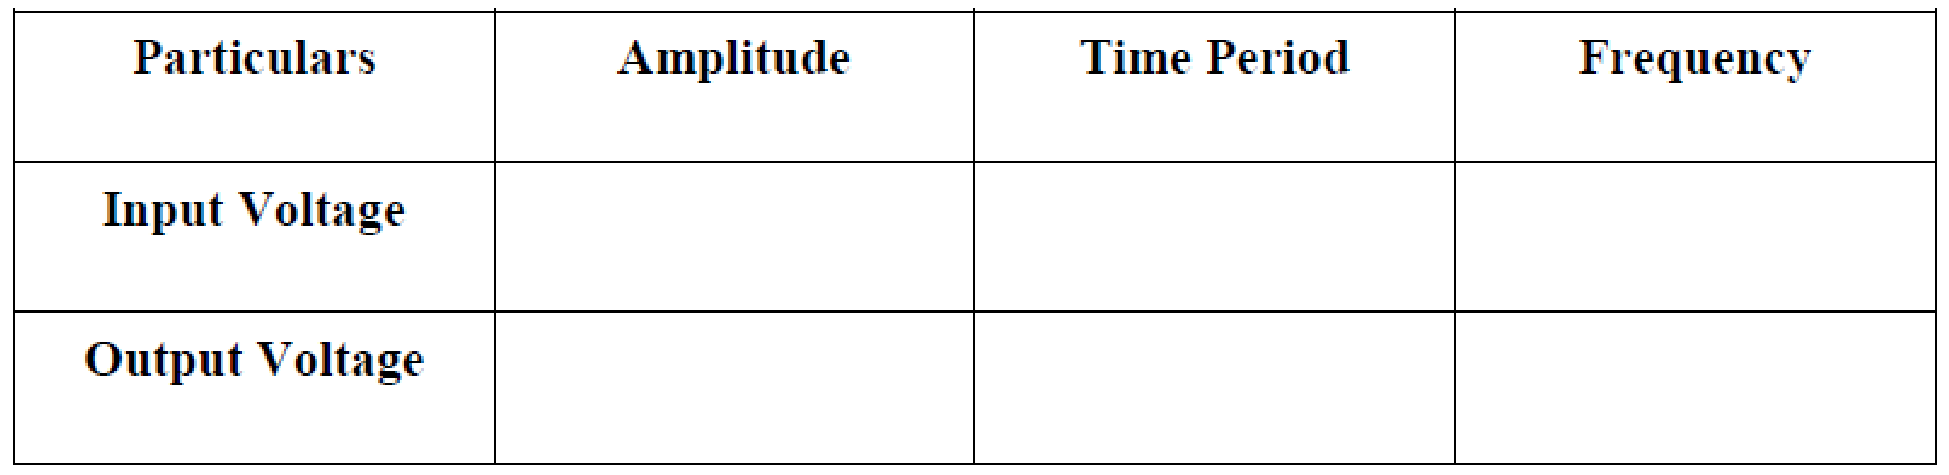 Particulars Amplitude Time Period Frequency
Input Voltage
Output Voltage